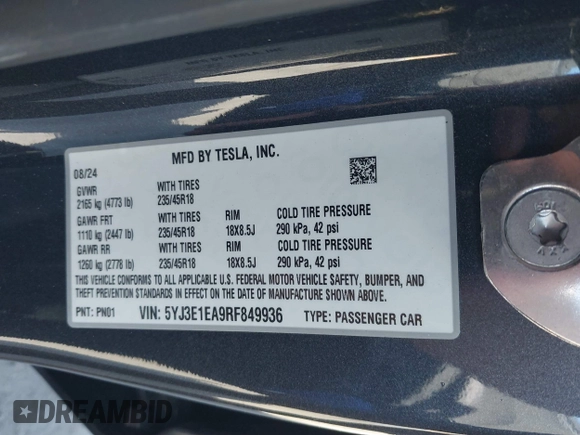 MFD BY TESLA, INC.
08/24
GVWR WITH TIRES
2165 kg (4773 lb) 235/45R18
GAWR FRT WITH TIRES RIM COLD TIRE PRESSURE
1110 kg (2447 lb) 235/45R18 18X8.5J 290 kPa, 42 psi
GAWR RR WITH TIRES RIM COLD TIRE PRESSURE
1260 kg (2778 lb) 235/45R18 18X8.5J 290 kPa, 42 psi
THIS VEHICLE CONFORMS TO ALL APPLICABLE U.S. FEDERAL MOTOR VEHICLE SAFETY, BUMPER, AND
THEFT PREVENTION STANDARDS IN EFFECT ON THE DATE OF MANUFACTURE SHOWN ABOVE.
PNT: PN01 VIN: 5YJ3E1EA9RF849936 TYPE: PASSENGER CAR
DREAMBID